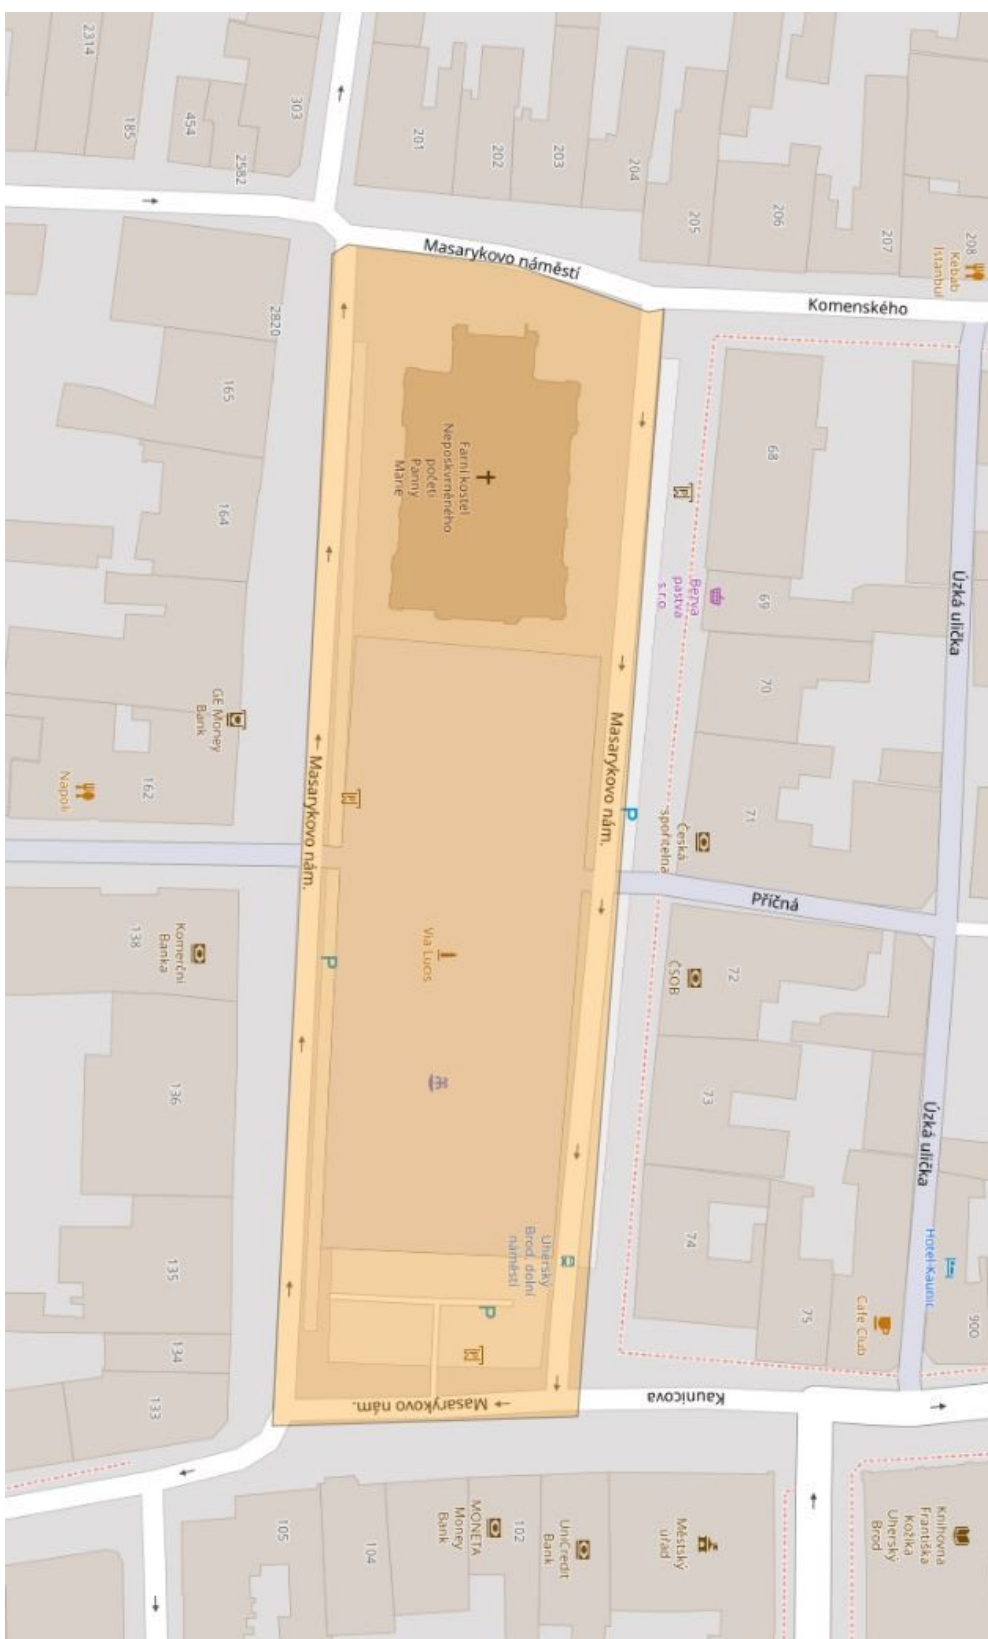 2314
185
454
2582
303
201
202
203
204
205
206
207
208
Kebab
Istanbul
Masarykovo náměstí
Komenského
2820
165
164
Farní kostel
Neposkvrněného
početí
Panny
Marie
68
Bezva
pastva
s.r.o.
69
Úzká ulička
70
GE Money
Bank
Napoli
162
Masarykovo nám.
Masarykovo nám.
P
Česká
spořitelna
71
Příčná
Komerční
Banka
138
Via Lucis
P
ČSOB
72
136
73
Úzká ulička
74
135
Uherský
Brod, dolní
náměstí
P
Hotel Kaunic
75
Cafe Club
900
134
133
Masarykovo nám.
Kaunicova
105
104
MONETA
Money
Bank
102
UniCredit
Bank
Městský
úřad
Knihovna
Františka
Kožíka
Uherský
Brod